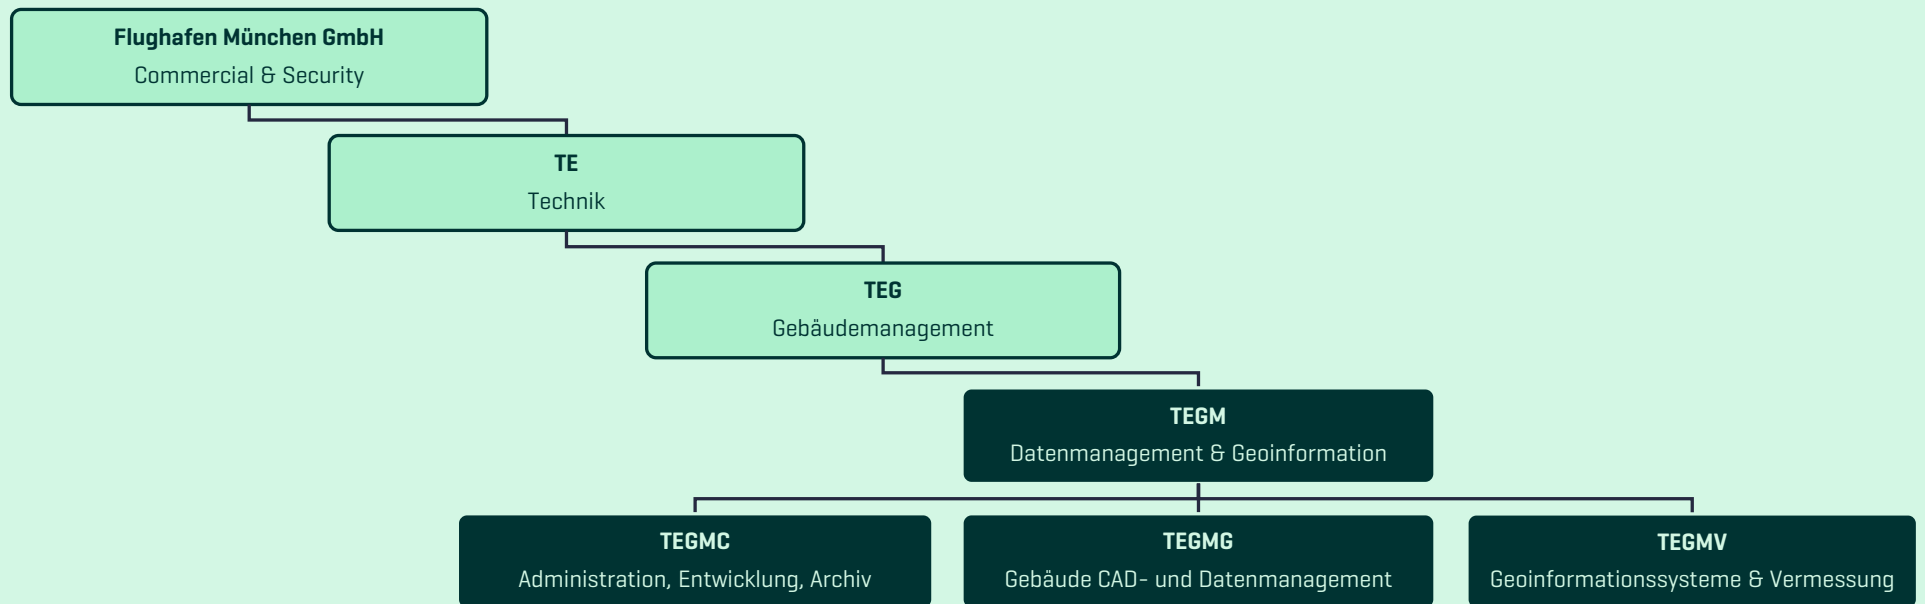 Flughafen München GmbH
Commercial & Security
TE
Technik
TEG
Gebäudemanagement
TEGM
Datenmanagement & Geoinformation
TEGMC
Administration, Entwicklung, Archiv
TEGMG
Gebäude CAD- und Datenmanagement
TEGMV
Geoinformationssysteme & Vermessung